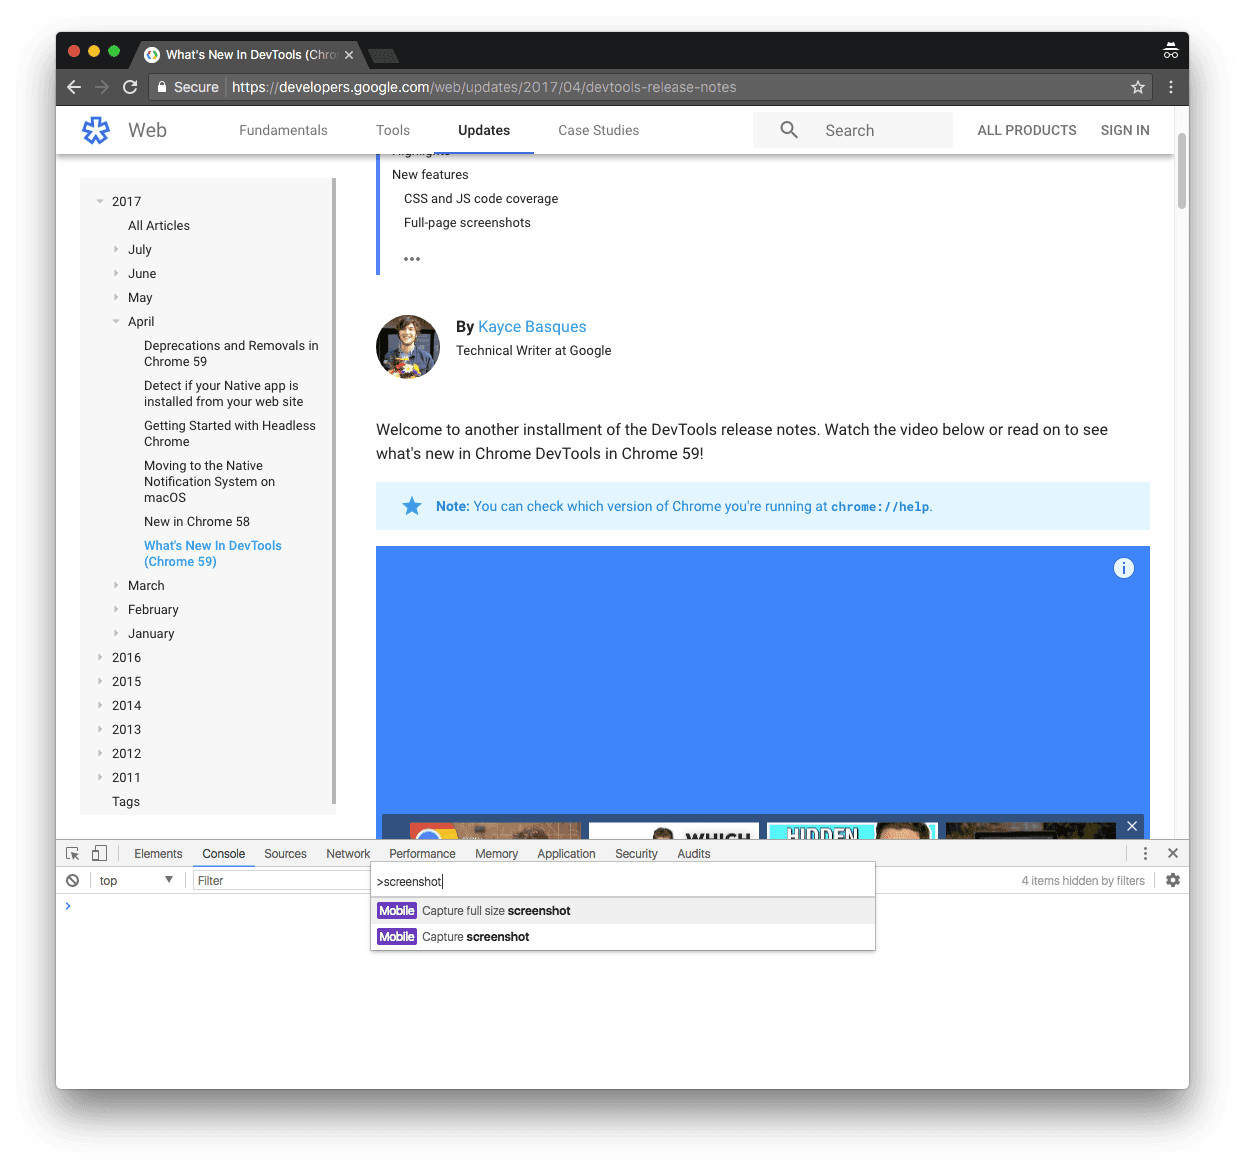 What's New In DevTools (Chro
Secure
https://developers.google.com/web/updates/2017/04/devtools-release-notes
Web
Fundamentals
Tools
Updates
Case Studies
Search
ALL PRODUCTS
SIGN IN
2017
All Articles
July
June
May
April
Deprecations and Removals in
Chrome 59
Detect if your Native app is
installed from your web site
Getting Started with Headless
Chrome
Moving to the Native
Notification System on
macOS
New in Chrome 58
What's New In DevTools
(Chrome 59)
March
February
January
2016
2015
2014
2013
2012
2011
Tags
Highlights
New features
CSS and JS code coverage
Full-page screenshots
By Kayce Basques
Technical Writer at Google
Welcome to another installment of the DevTools release notes. Watch the video below or read on to see
what's new in Chrome DevTools in Chrome 59!
Note: You can check which version of Chrome you're running at chrome://help.
WHICH
HIDDEN
Elements
Console
Sources
Network
Performance
Memory
Application
Security
Audits
top
Filter
4 items hidden by filters
>screenshot
Mobile Capture full size screenshot
Mobile Capture screenshot